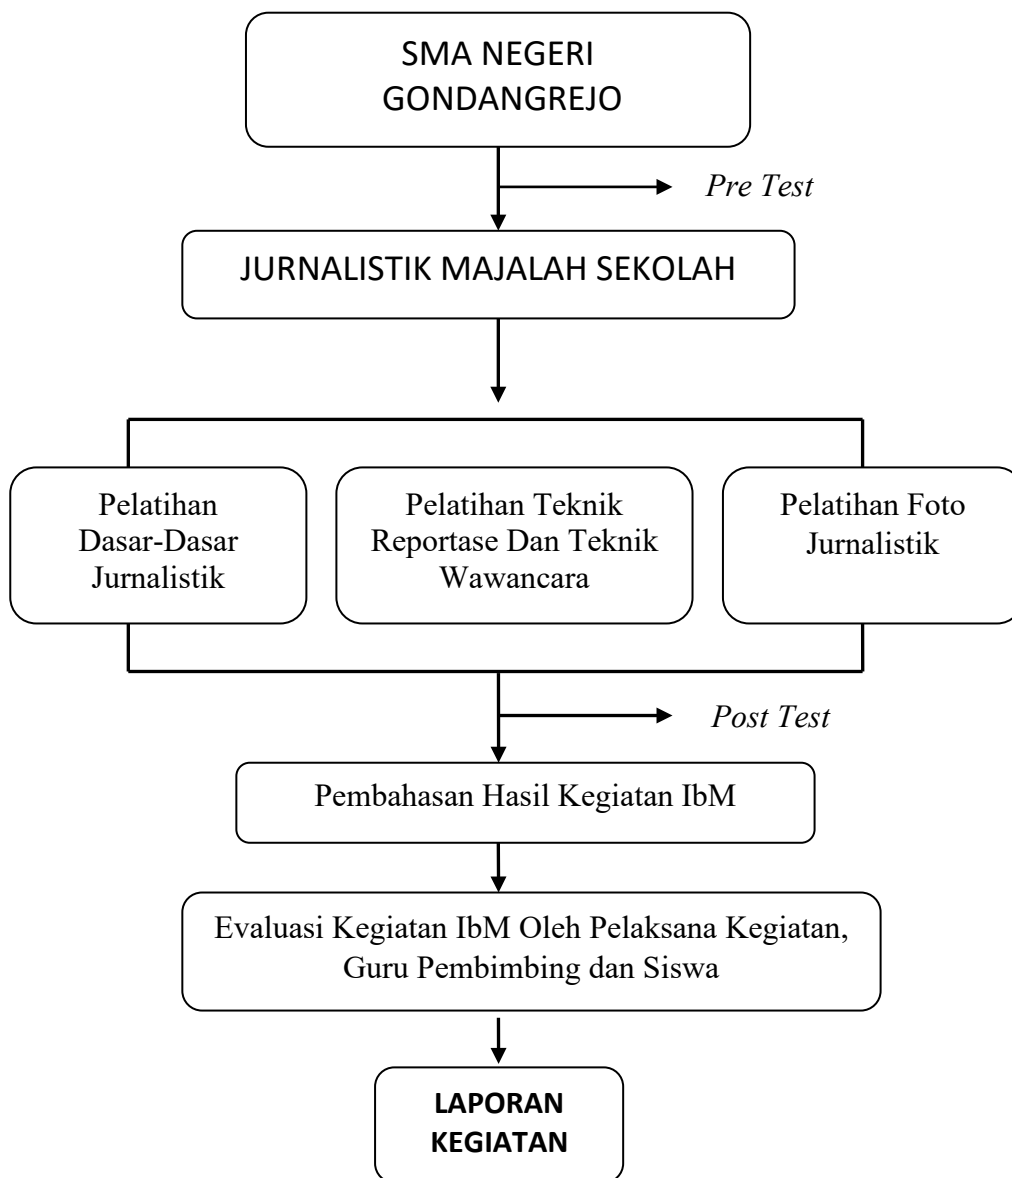 SMA NEGERI
GONDANGREJO
Pre Test
JURNALISTIK MAJALAH SEKOLAH
Pelatihan
Dasar-Dasar
Jurnalistik
Pelatihan Teknik
Reportase Dan Teknik
Wawancara
Pelatihan Foto
Jurnalistik
Post Test
Pembahasan Hasil Kegiatan IbM
Evaluasi Kegiatan IbM Oleh Pelaksana Kegiatan,
Guru Pembimbing dan Siswa
LAPORAN
KEGIATAN